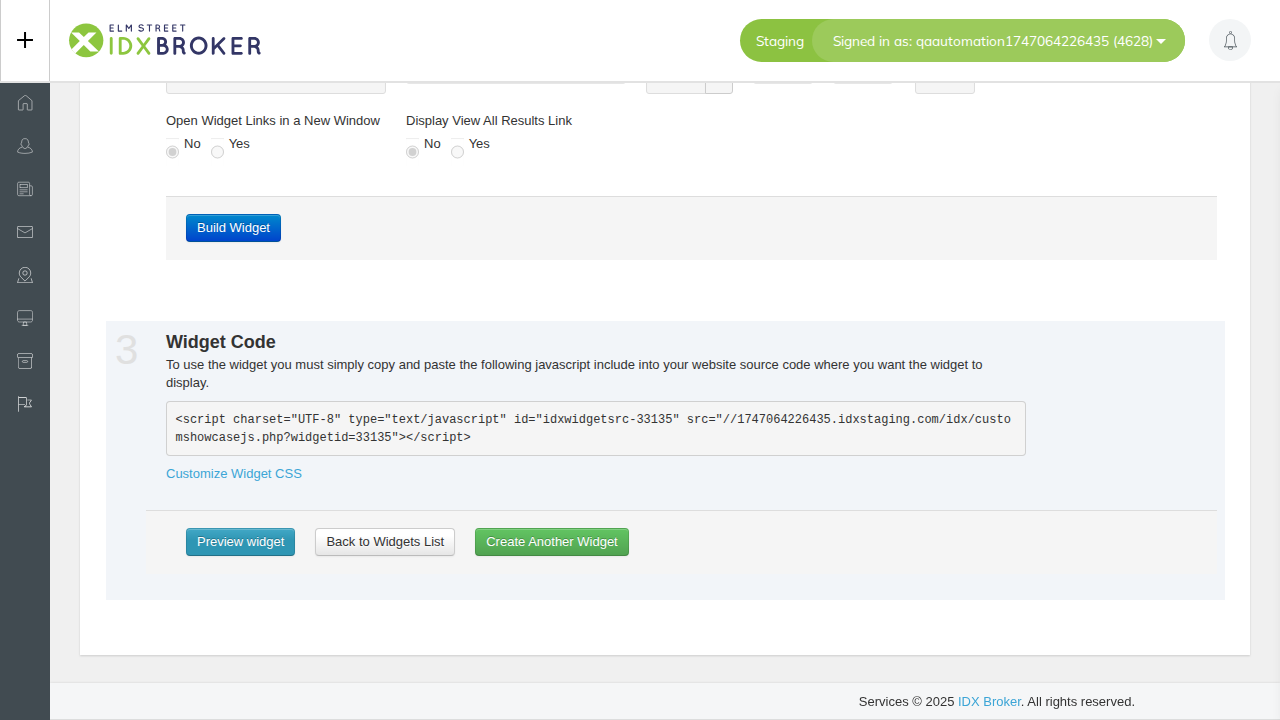 ELM STREET
IDXBROKER
Staging
Signed in as: qaautomation1747064226435 (4628)
Open Widget Links in a New Window
Display View All Results Link
No
Yes
No
Yes
Build Widget
3
Widget Code
To use the widget you must simply copy and paste the following javascript include into your website source code where you want the widget to
display.
<script charset="UTF-8" type="text/javascript" id="idxwidgetsrc-33135" src="//1747064226435.idxstaging.com/idx/custo
mshowcasejs.php?widgetid=33135"></script>
Customize Widget CSS
Preview widget
Back to Widgets List
Create Another Widget
Services © 2025 IDX Broker. All rights reserved.